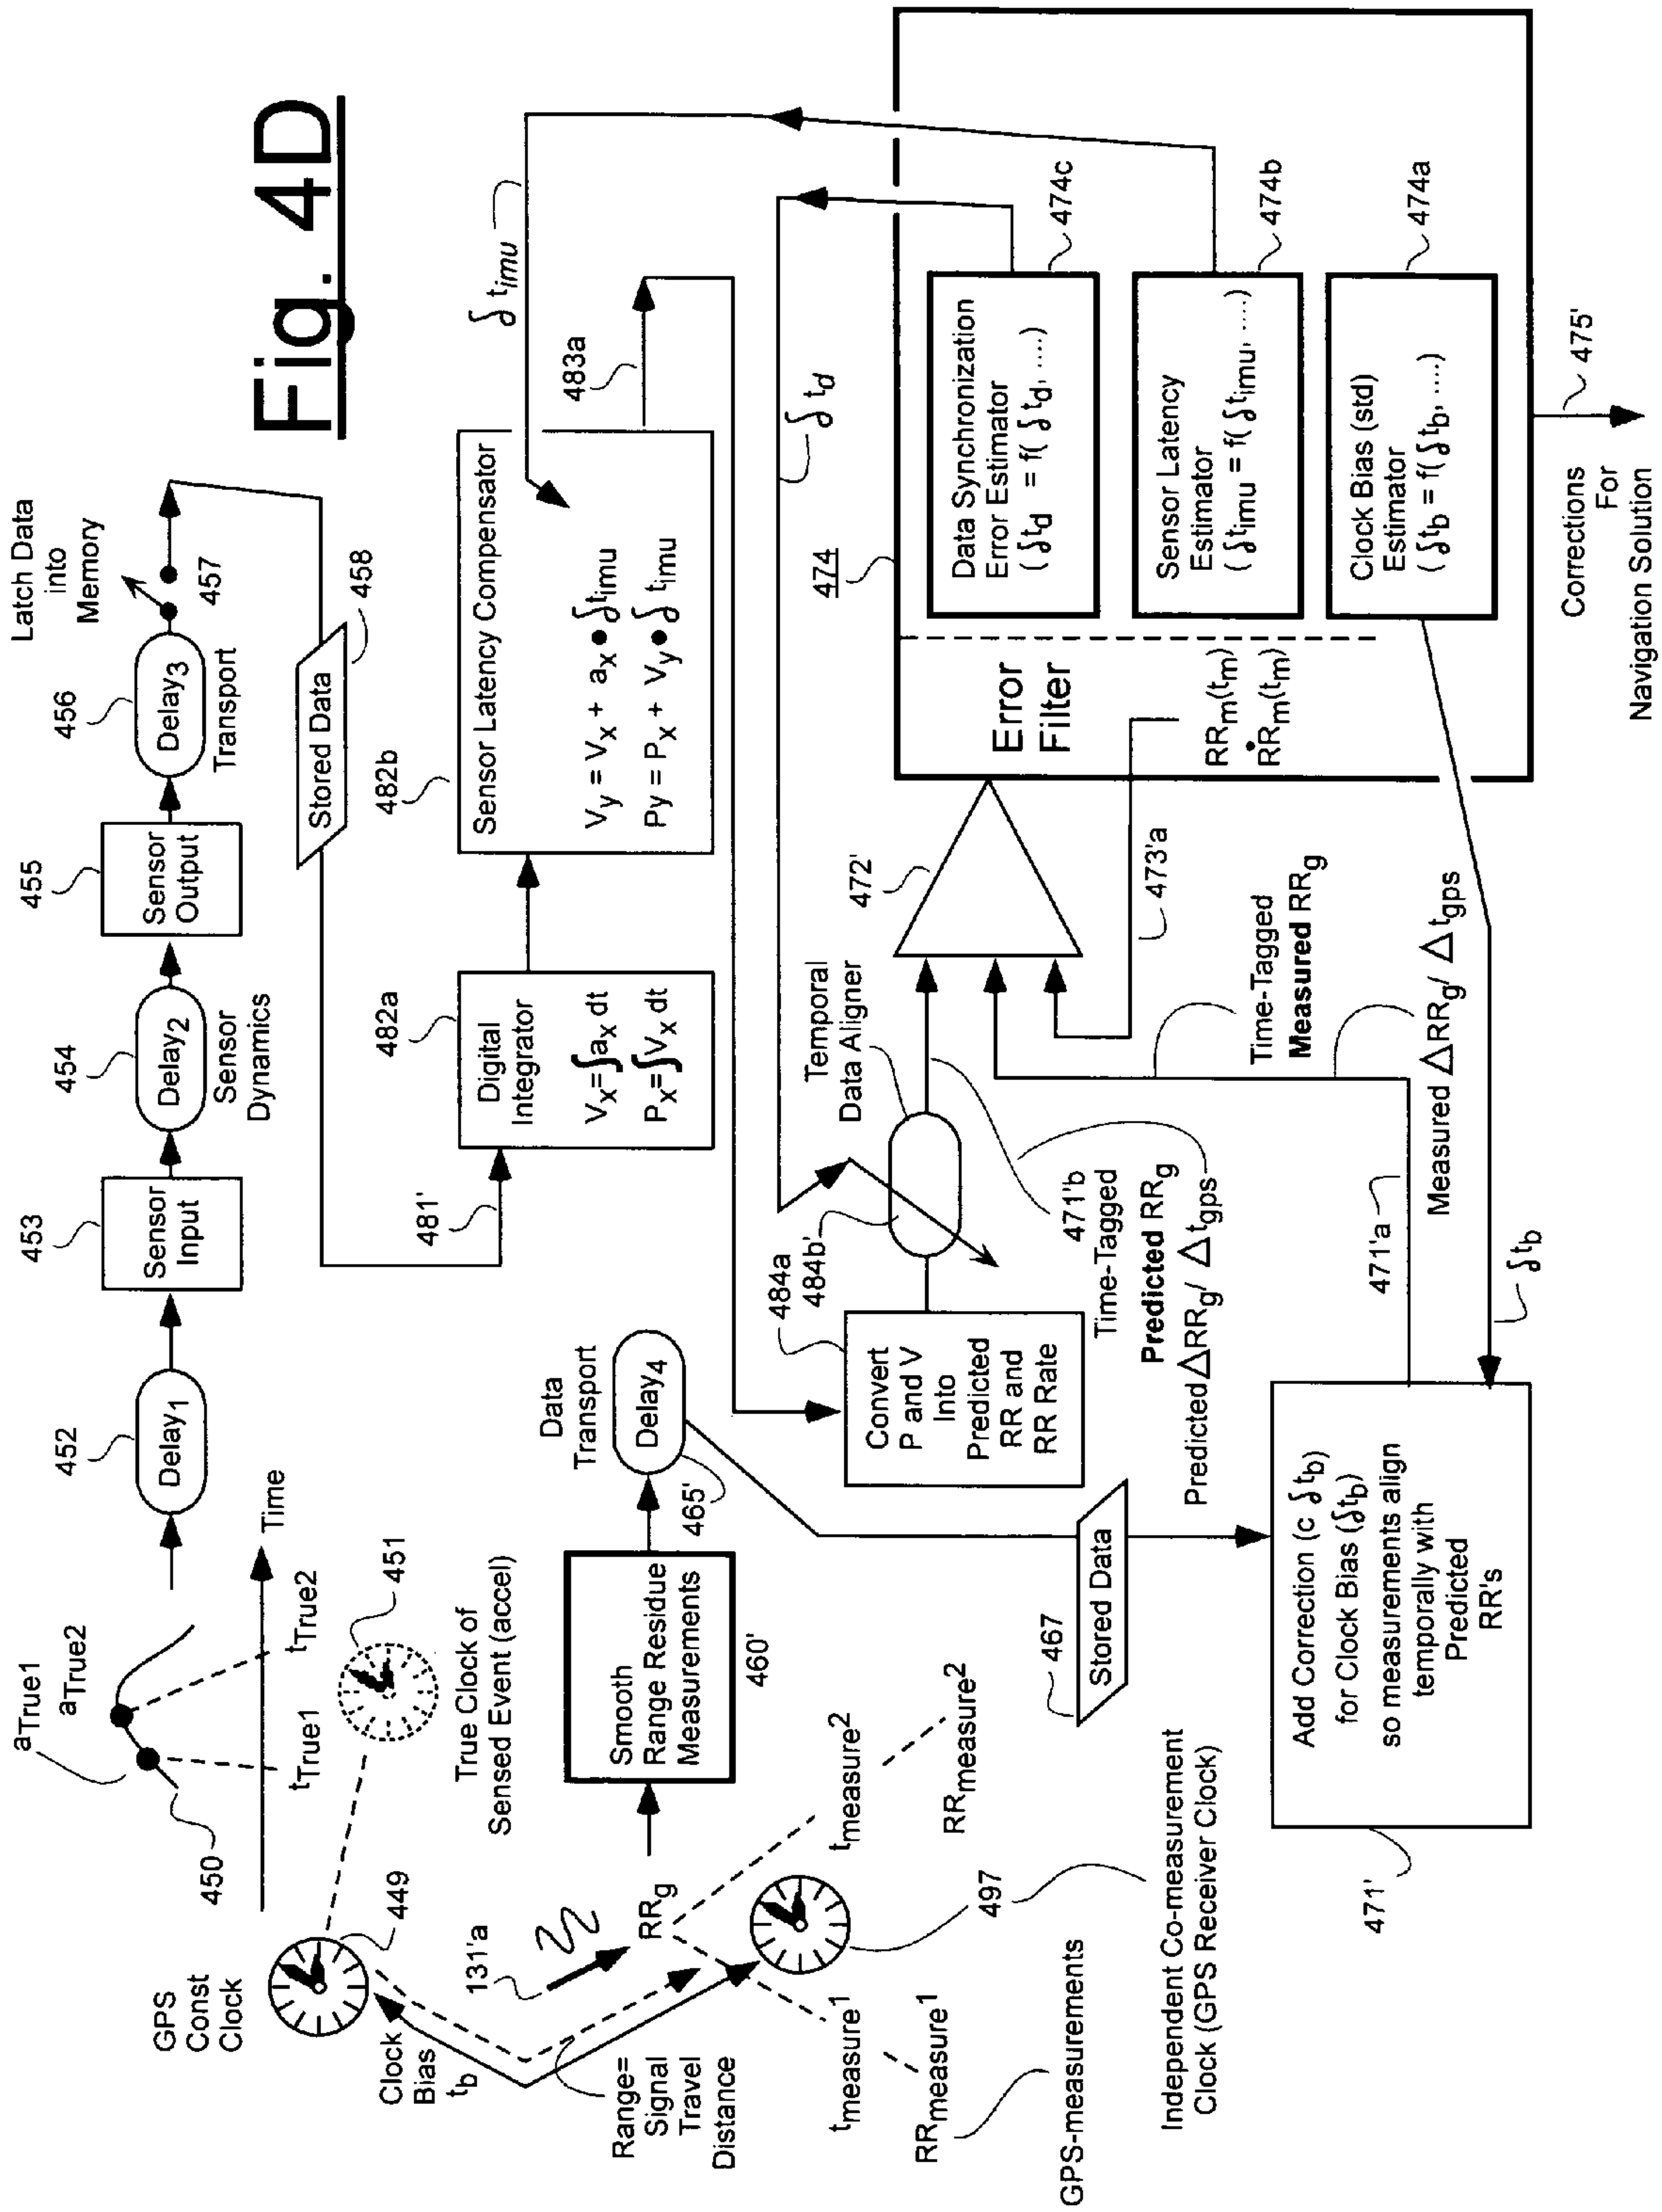 Fig. 4D
aTrue1
aTrue2
450
tTrue1
tTrue2
Time
452
Delay1
453
Sensor
Input
454
Delay2
Sensor
Dynamics
455
Sensor
Output
456
Delay3
Transport
Latch Data
into
Memory
457
Stored Data
458
GPS
Const
Clock
449
451
True Clock of
Sensed Event (accel)
Clock
Bias
tb
Range=
Signal
Travel
Distance
131'a
RRg
tmeasure1
RRmeasure1
tmeasure2
RRmeasure2
GPS-measurements
497
Independent Co-measurement
Clock (GPS Receiver Clock)
Smooth
Range Residue
Measurements
460'
Data
Transport
Delay4
465'
467
Stored Data
481'
482a
Digital
Integrator
Vx=∫ax dt
Px=∫Vx dt
482b
Sensor Latency Compensator
Vy = Vx + ax•δtimu
Py = Px + Vy•δtimu
483a
δtimu
δtd
484a
484b'
Convert
P and V
Into
Predicted
RR and
RR Rate
Temporal
Data Aligner
471'b
Time-Tagged
Predicted RRg
Predicted ΔRRg/ Δtgps
472'
473'a
Time-Tagged
Measured RRg
Measured ΔRRg/ Δtgps
471'a
δtb
471'
Add Correction (c δtb)
for Clock Bias (δtb)
so measurements align
temporally with
Predicted
RR's
474
Error
Filter
RRm(tm)
ṘRm(tm)
Data Synchronization
Error Estimator
( δtd = f( δtd, ....)
474c
Sensor Latency
Estimator
( δtimu = f( δtimu, ....)
474b
Clock Bias (std)
Estimator
( δtb = f( δtb, ....)
474a
475'
Corrections
For
Navigation Solution